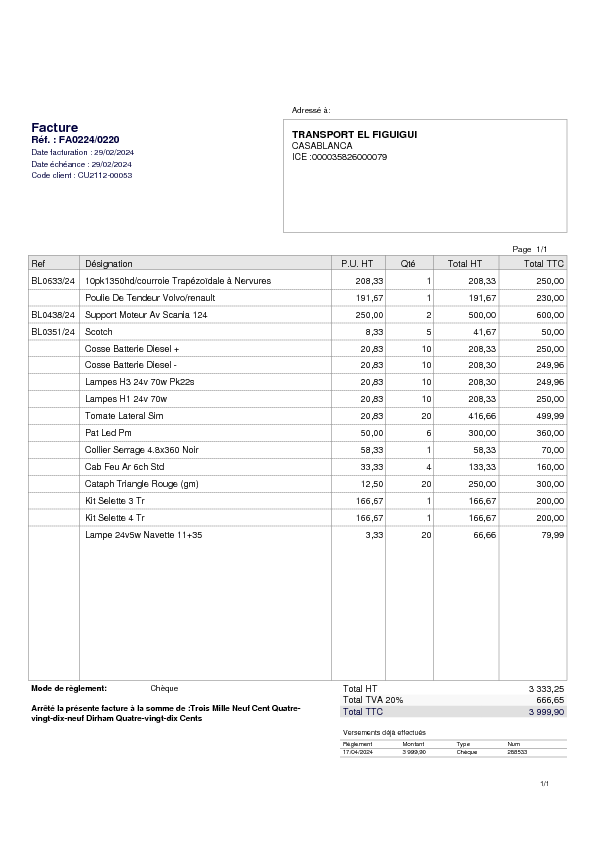 Adressé à:
Facture
Réf. : FA0224/0220
Date facturation : 29/02/2024
Date échéance : 29/02/2024
Code client : CU2112-00053
TRANSPORT EL FIGUIGUI
CASABLANCA
ICE :000035826000079
Page 1/1
Ref Désignation P.U. HT Qté Total HT Total TTC
BL0633/24 10pk1350hd/courroie Trapézoïdale à Nervures 208,33 1 208,33 250,00
Poulie De Tendeur Volvo/renault 191,67 1 191,67 230,00
BL0438/24 Support Moteur Av Scania 124 250,00 2 500,00 600,00
BL0351/24 Scotch 8,33 5 41,67 50,00
Cosse Batterie Diesel + 20,83 10 208,33 250,00
Cosse Batterie Diesel - 20,83 10 208,30 249,96
Lampes H3 24v 70w Pk22s 20,83 10 208,30 249,96
Lampes H1 24v 70w 20,83 10 208,33 250,00
Tomate Lateral Sim 20,83 20 416,66 499,99
Pat Led Pm 50,00 6 300,00 360,00
Collier Serrage 4.8x360 Noir 58,33 1 58,33 70,00
Cab Feu Ar 6ch Std 33,33 4 133,33 160,00
Cataph Triangle Rouge (gm) 12,50 20 250,00 300,00
Kit Selette 3 Tr 166,67 1 166,67 200,00
Kit Selette 4 Tr 166,67 1 166,67 200,00
Lampe 24v5w Navette 11+35 3,33 20 66,66 79,99
Mode de règlement: Chèque
Total HT 3 333,25
Total TVA 20% 666,65
Total TTC 3 999,90
Arrêté la présente facture à la somme de :Trois Mille Neuf Cent Quatre-
vingt-dix-neuf Dirham Quatre-vingt-dix Cents
Versements déjà effectués
Règlement Montant Type Num
17/04/2024 3 999,90 Chèque 288533
1/1